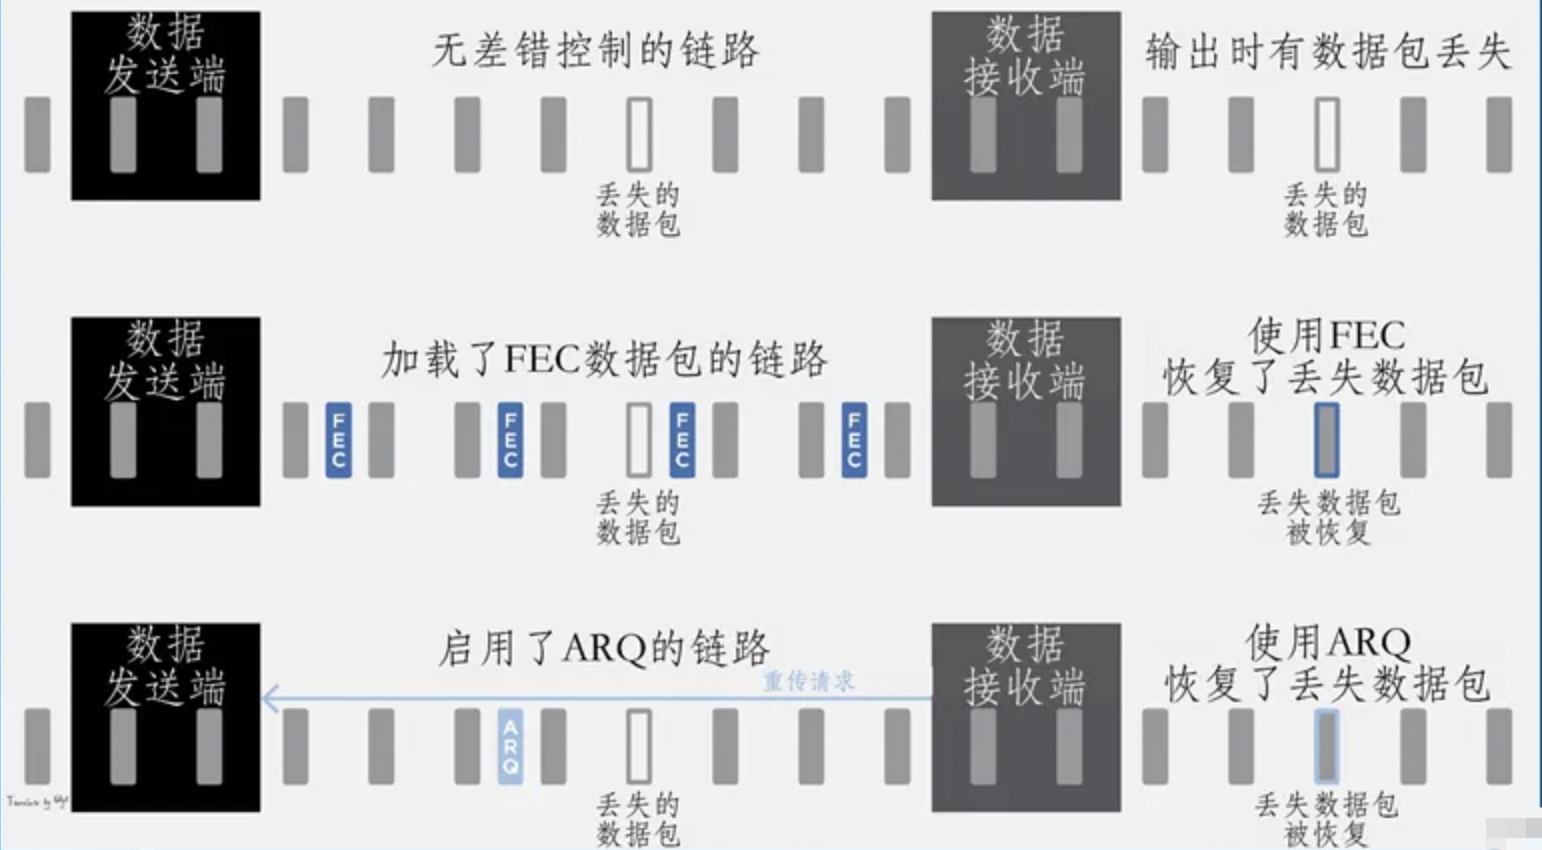 数据
发送端
无差错控制的链路
数据
接收端
输出时有数据包丢失
丢失的
数据包
丢失的
数据包
数据
发送端
加载了FEC数据包的链路
数据
接收端
使用FEC
恢复了丢失数据包
FEC
FEC
FEC
FEC
丢失的
数据包
丢失数据包
被恢复
数据
发送端
启用了ARQ的链路
重传请求
数据
接收端
使用ARQ
恢复了丢失数据包
ARQ
Translate by
丢失的
数据包
丢失数据包
被恢复